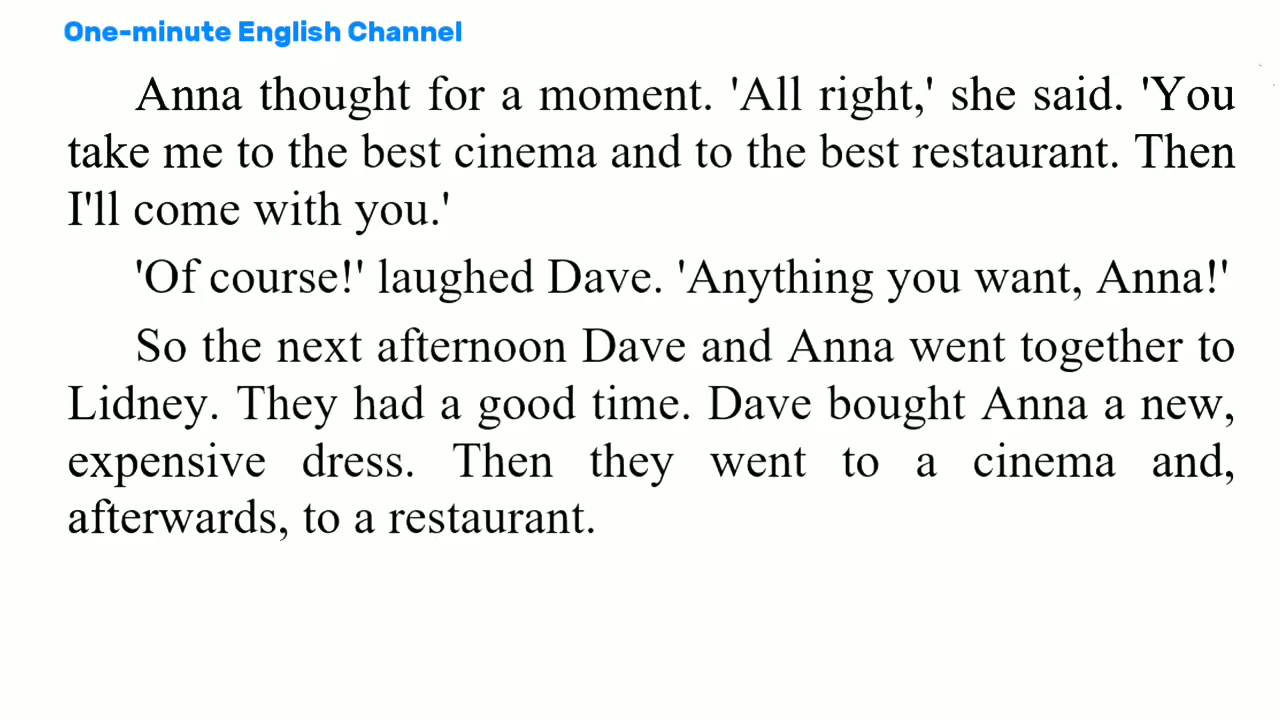 One-minute English Channel
Anna thought for a moment. 'All right,' she said. 'You
take me to the best cinema and to the best restaurant. Then
I'll come with you.'
'Of course!' laughed Dave. 'Anything you want, Anna!'
So the next afternoon Dave and Anna went together to
Lidney. They had a good time. Dave bought Anna a new,
expensive dress. Then they went to a cinema and,
afterwards, to a restaurant.